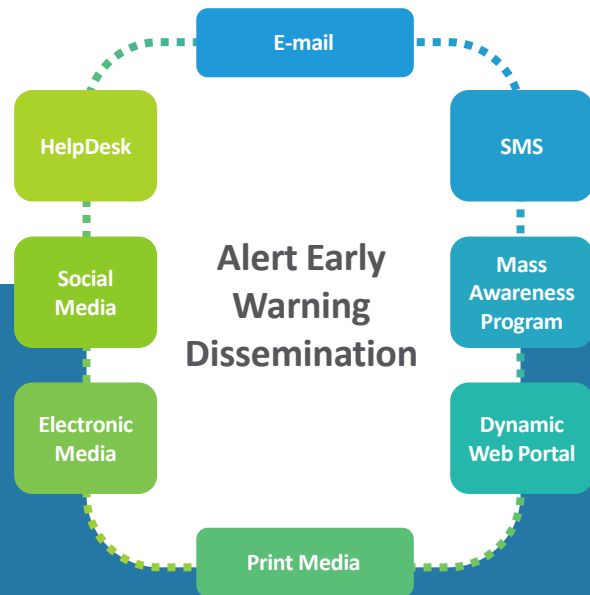 E-mail
HelpDesk
SMS
Social
Media
Alert Early
Warning
Dissemination
Mass
Awareness
Program
Electronic
Media
Dynamic
Web Portal
Print Media